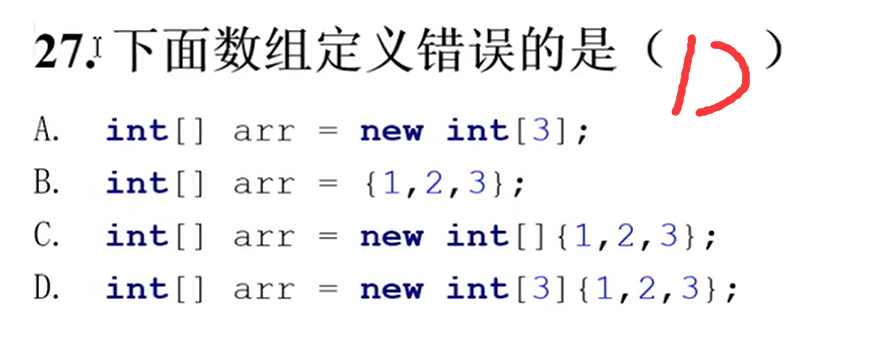 27.下面数组定义错误的是（D）
A. int[] arr = new int[3];
B. int[] arr = {1,2,3};
C. int[] arr = new int[]{1,2,3};
D. int[] arr = new int[3]{1,2,3};